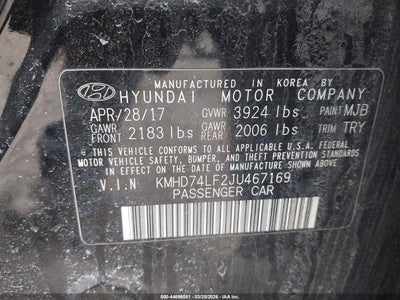 MANUFACTURED IN KOREA BY
HYUNDAI MOTOR COMPANY
APR/28/17 GVWR 3924 lbs PAINT MJB
GAWR FRONT 2183 lbs GAWR REAR 2006 lbs TRIM TRY
THIS VEHICLE CONFORMS TO ALL APPLICABLE FEDERAL
MOTOR VEHICLE SAFETY, BUMPER, AND THEFT PREVENTION
STANDARDS IN EFFECT ON THE DATE OF MANUFACTURE
SHOWN ABOVE.
V.I.N KMHD74LF2JU467169
PASSENGER CAR
000-44696551 | 03/29/2026 | IAA Inc.